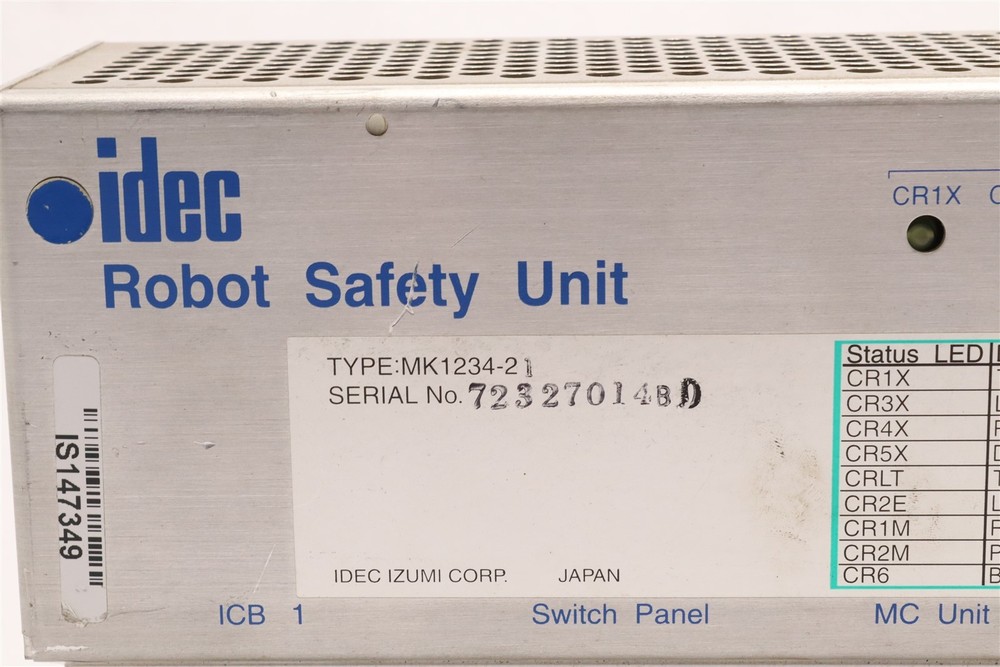 idec
Robot Safety Unit
CR1X
TYPE:MK1234-21
SERIAL No. 72327014BD
IDEC IZUMI CORP. JAPAN
Status LED
CR1X
CR3X
CR4X
CR5X
CRLT
CR2E
CR1M
CR2M
CR6
IS147349
ICB 1
Switch Panel
MC Unit